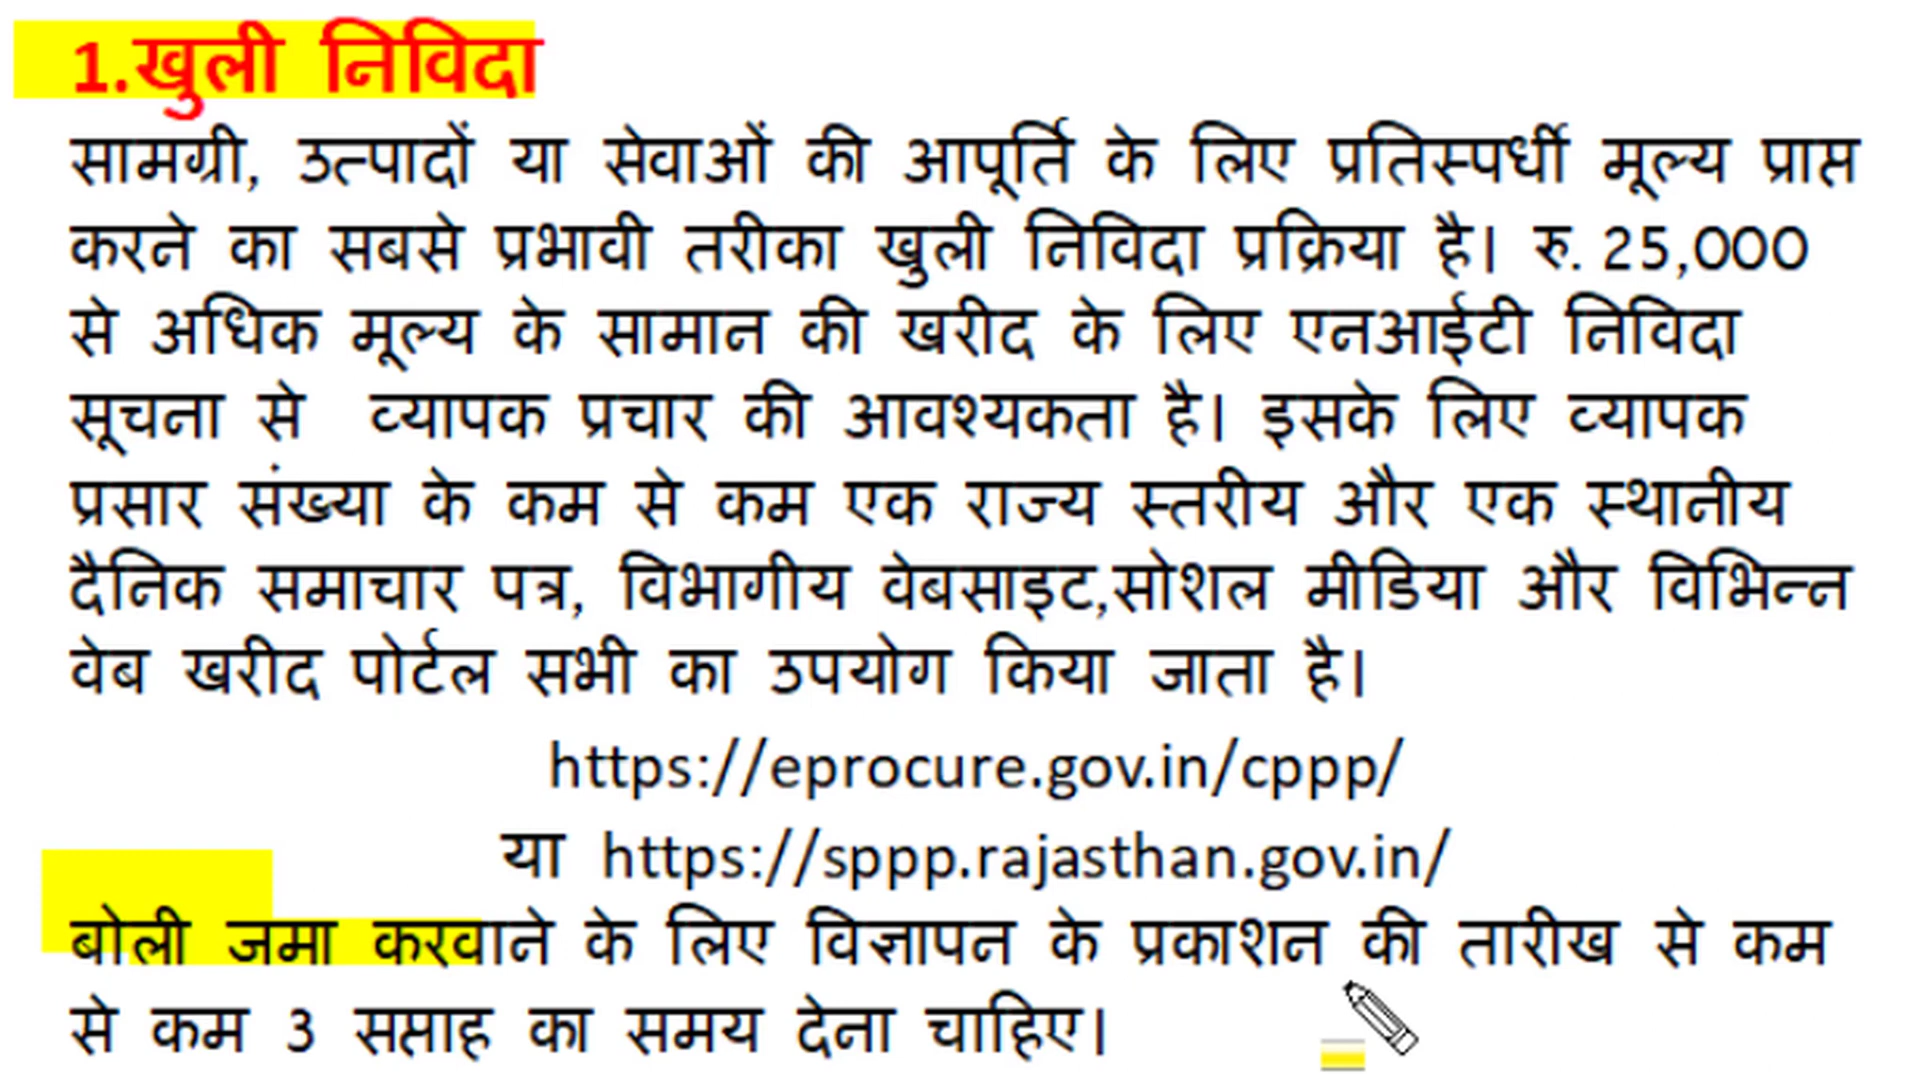 1.खुली निविदा
सामग्री, उत्पादों या सेवाओं की आपूर्ति के लिए प्रतिस्पर्धी मूल्य प्राप्त
करने का सबसे प्रभावी तरीका खुली निविदा प्रक्रिया है। रु. 25,000
से अधिक मूल्य के सामान की खरीद के लिए एनआईटी निविदा
सूचना से व्यापक प्रचार की आवश्यकता है। इसके लिए व्यापक
प्रसार संख्या के कम से कम एक राज्य स्तरीय और एक स्थानीय
दैनिक समाचार पत्र, विभागीय वेबसाइट,सोशल मीडिया और विभिन्न
वेब खरीद पोर्टल सभी का उपयोग किया जाता है।
https://eprocure.gov.in/cppp/
या https://sppp.rajasthan.gov.in/
बोली जमा करवाने के लिए विज्ञापन के प्रकाशन की तारीख से कम
से कम 3 सप्ताह का समय देना चाहिए।